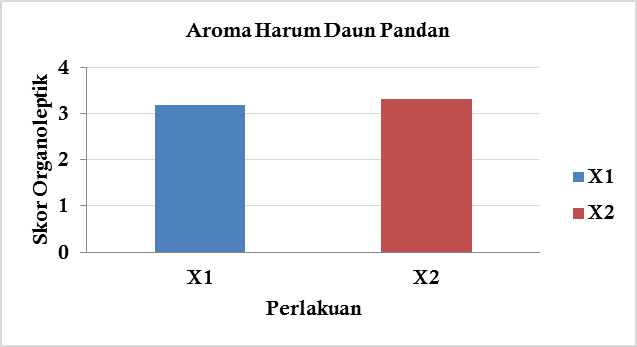 Aroma Harum Daun Pandan
Skor Organoleptik
4
3
2
1
0
X1
X2
X1 X2
Perlakuan